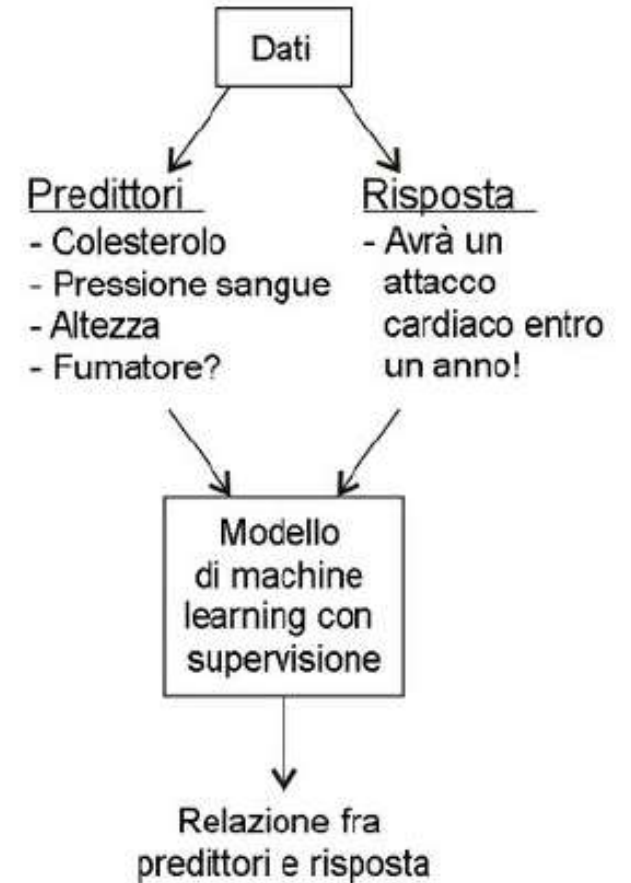 Dati
Predittori
- Colesterolo
- Pressione sangue
- Altezza
- Fumatore?
Risposta
- Avrà un
attacco
cardiaco entro
un anno!
Modello
di machine
learning con
supervisione
Relazione fra
predittori e risposta